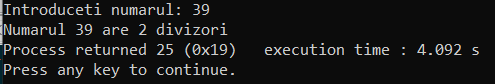 Introduceti numarul: 39
Numarul 39 are 2 divizori
Process returned 25 (0x19)   execution time : 4.092 s
Press any key to continue.